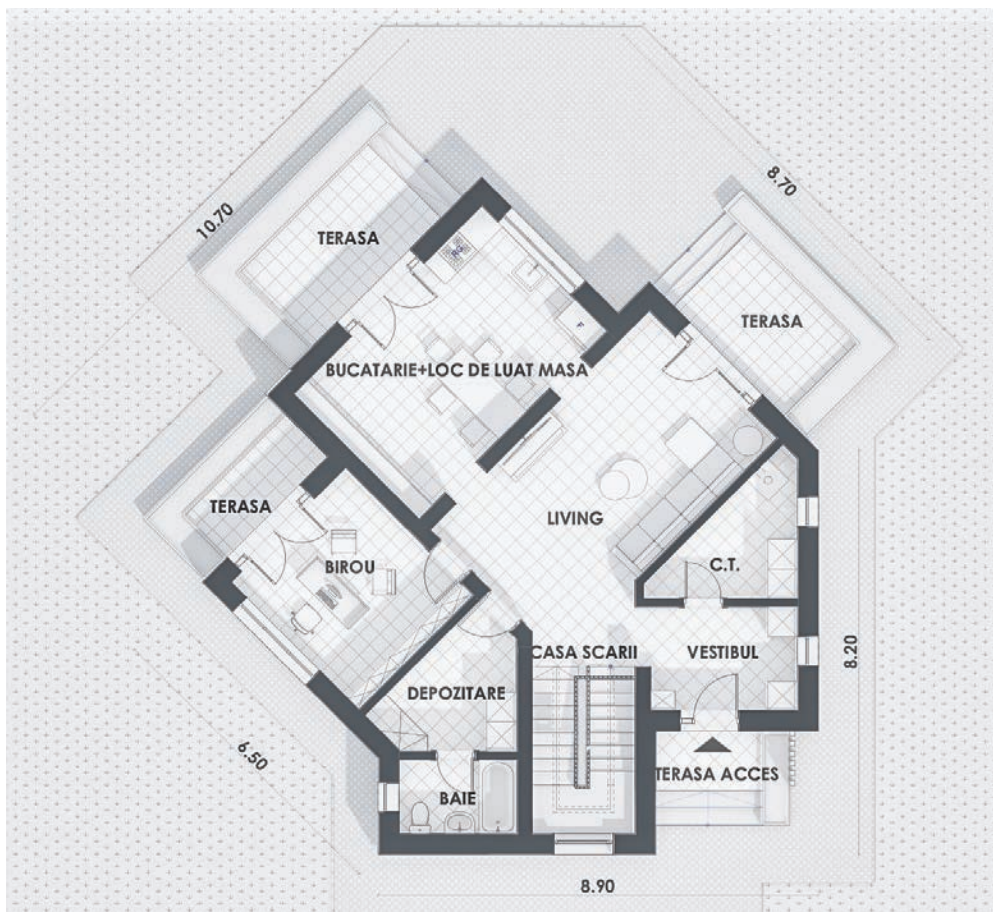 8.70
10.70
TERASA
RG
TERASA
F
BUCATARIE+LOC DE LUAT MASA
TERASA
LIVING
BIROU
C.T.
CASA SCARII
VESTIBUL
8.20
DEPOZITARE
6.50
TERASA ACCES
BAIE
8.90